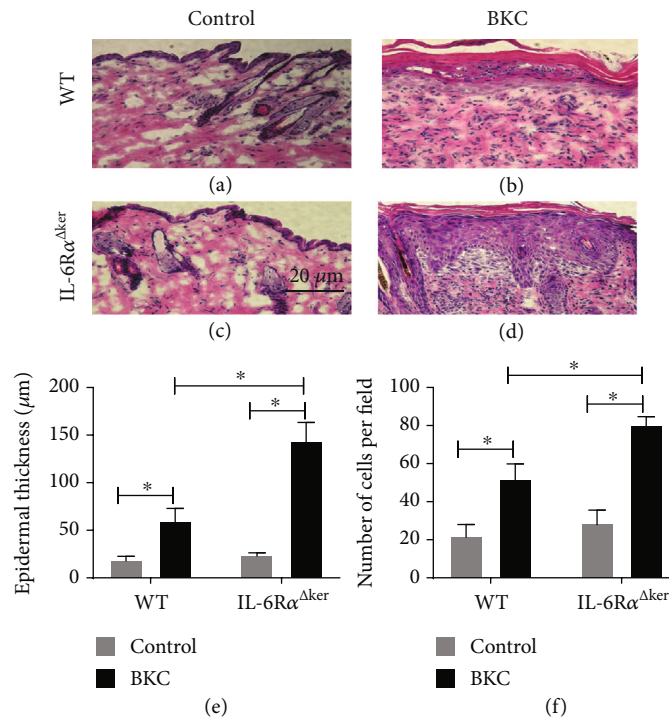 Control
BKC
WT
(a)
(b)
IL-6Rα^Δker
20 μm
(c)
(d)
Epidermal thickness (μm)
200
150
100
50
0
*
*
*
WT
IL-6Rα^Δker
Control
BKC
(e)
Number of cells per field
100
80
60
40
20
0
*
*
*
WT
IL-6Rα^Δker
Control
BKC
(f)